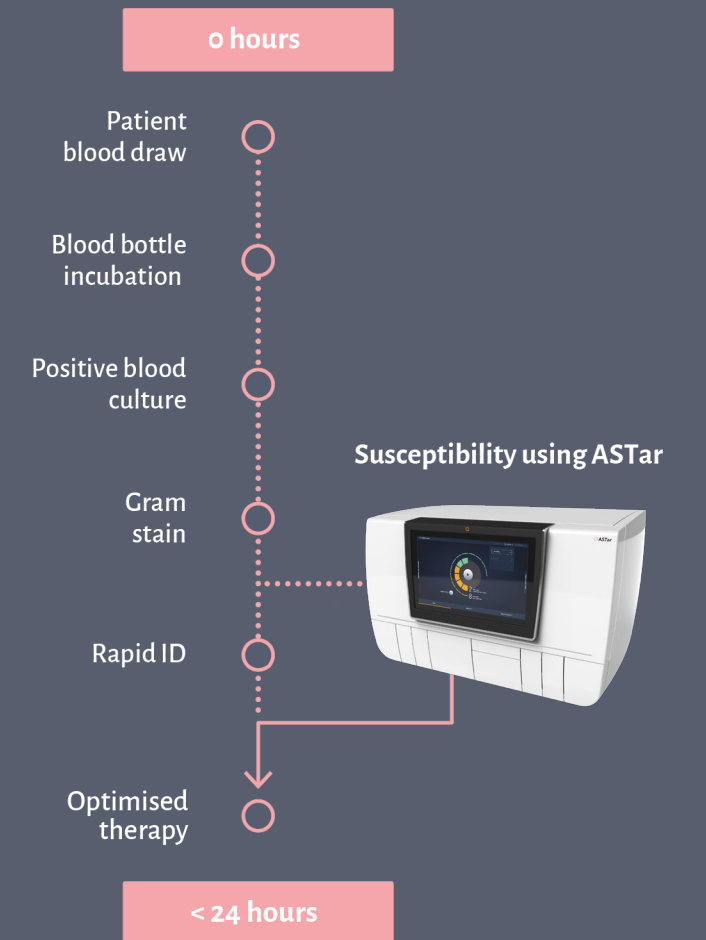 0 hours
Patient
blood draw
Blood bottle
incubation
Positive blood
culture
Susceptibility using ASTar
Gram
stain
ASTar
Rapid ID
Optimised
therapy
< 24 hours